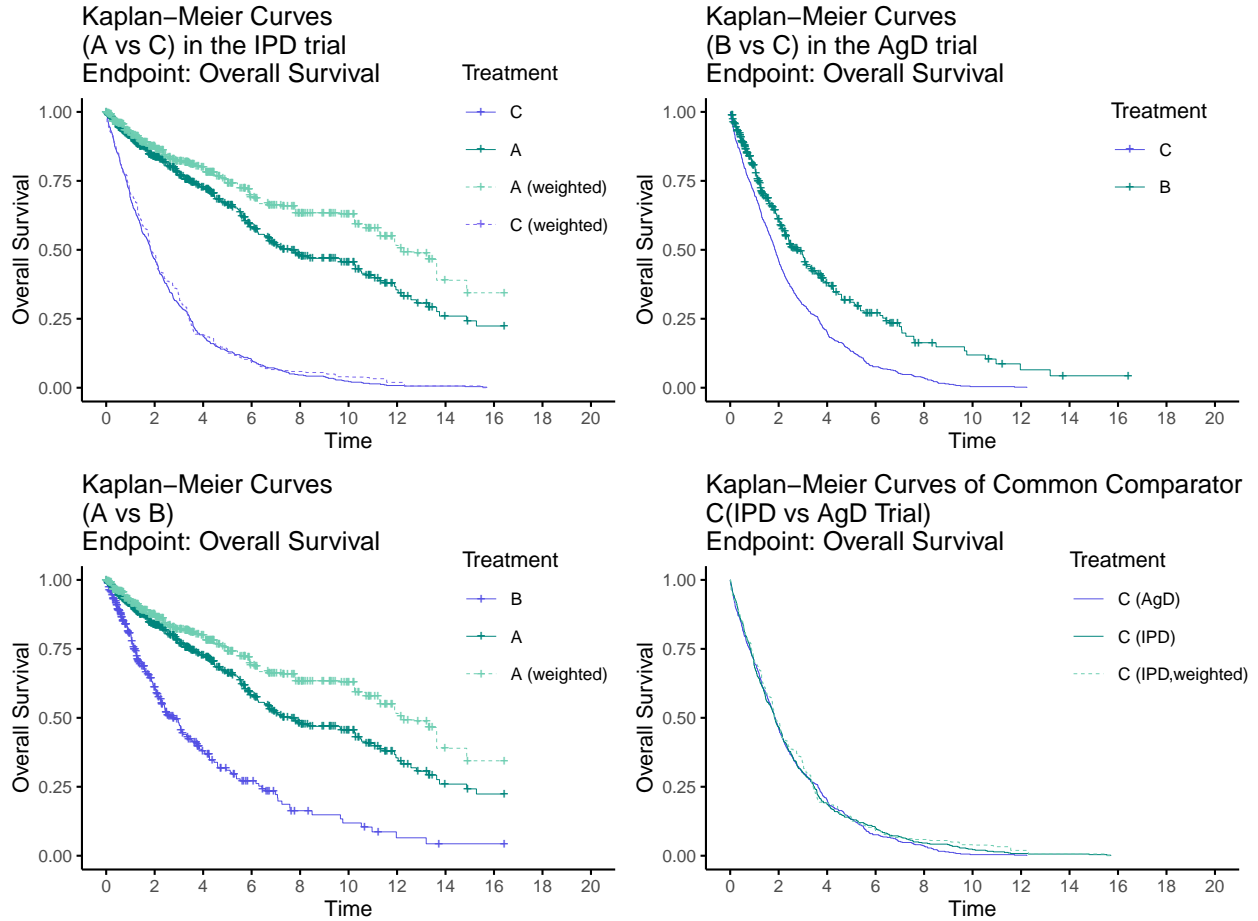 Kaplan−Meier Curves
(A vs C) in the IPD trial
Endpoint: Overall Survival
Treatment
C
A
A (weighted)
C (weighted)
1.00
0.75
0.50
0.25
0.00
Overall Survival
0 2 4 6 8 10 12 14 16 18 20
Time
Kaplan−Meier Curves
(B vs C) in the AgD trial
Endpoint: Overall Survival
Treatment
C
B
1.00
0.75
0.50
0.25
0.00
Overall Survival
0 2 4 6 8 10 12 14 16 18 20
Time
Kaplan−Meier Curves
(A vs B)
Endpoint: Overall Survival
Treatment
B
A
A (weighted)
1.00
0.75
0.50
0.25
0.00
Overall Survival
0 2 4 6 8 10 12 14 16 18 20
Time
Kaplan−Meier Curves of Common Comparator
C(IPD vs AgD Trial)
Endpoint: Overall Survival
Treatment
C (AgD)
C (IPD)
C (IPD,weighted)
1.00
0.75
0.50
0.25
0.00
Overall Survival
0 2 4 6 8 10 12 14 16 18 20
Time